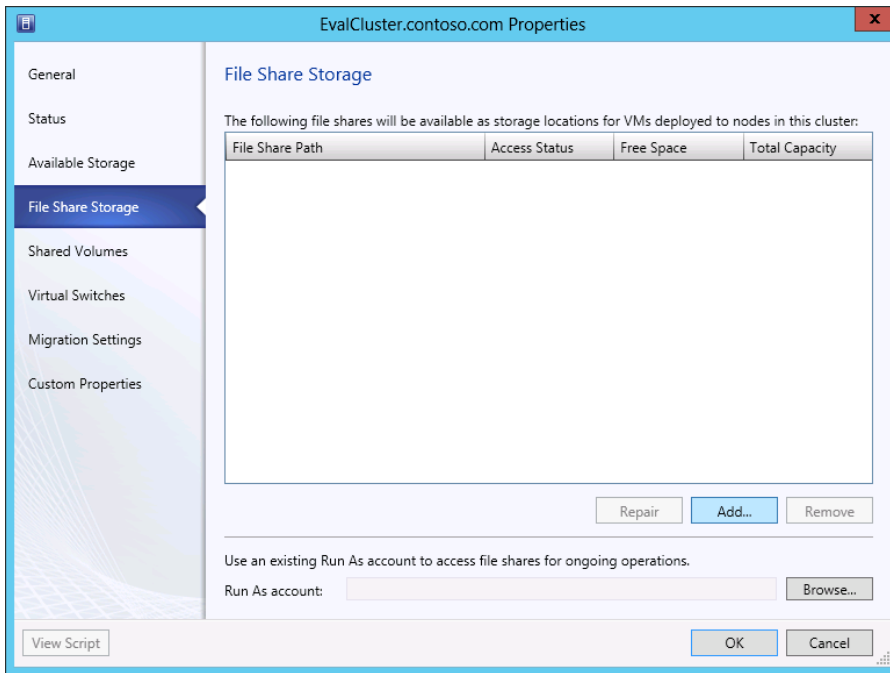 EvalCluster.contoso.com Properties
x
General
Status
Available Storage
File Share Storage
Shared Volumes
Virtual Switches
Migration Settings
Custom Properties
File Share Storage
The following file shares will be available as storage locations for VMs deployed to nodes in this cluster:
File Share Path Access Status Free Space Total Capacity
Repair Add... Remove
Use an existing Run As account to access file shares for ongoing operations.
Run As account: Browse...
View Script OK Cancel